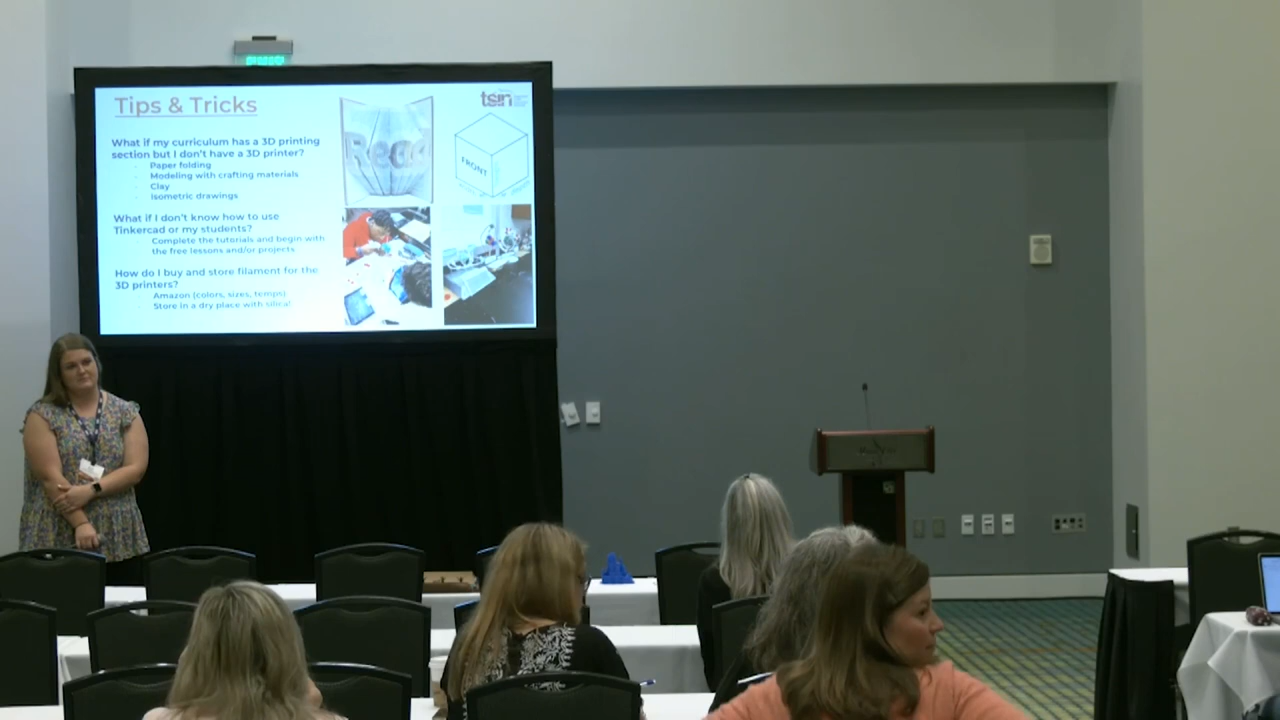 Tips & Tricks
tsin
What if my curriculum has a 3D printing
section but I don't have a 3D printer?
Paper folding
Modeling with crafting materials
Clay
Isometric drawings
What if I don't know how to use
Tinkercad or my students?
Complete the tutorials and begin with
the free lessons and/or projects
How do I buy and store filament for the
3D printers?
Amazon (colors, sizes, temps)
Store in a dry place with silica!
Read
FRONT